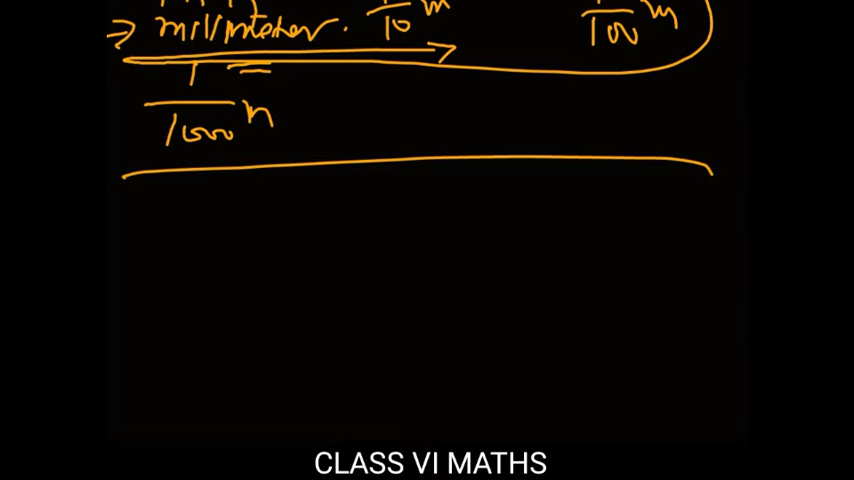 ⇒ millimeter. 1/10 m 1/100 m
1/1000 m
CLASS VI MATHS